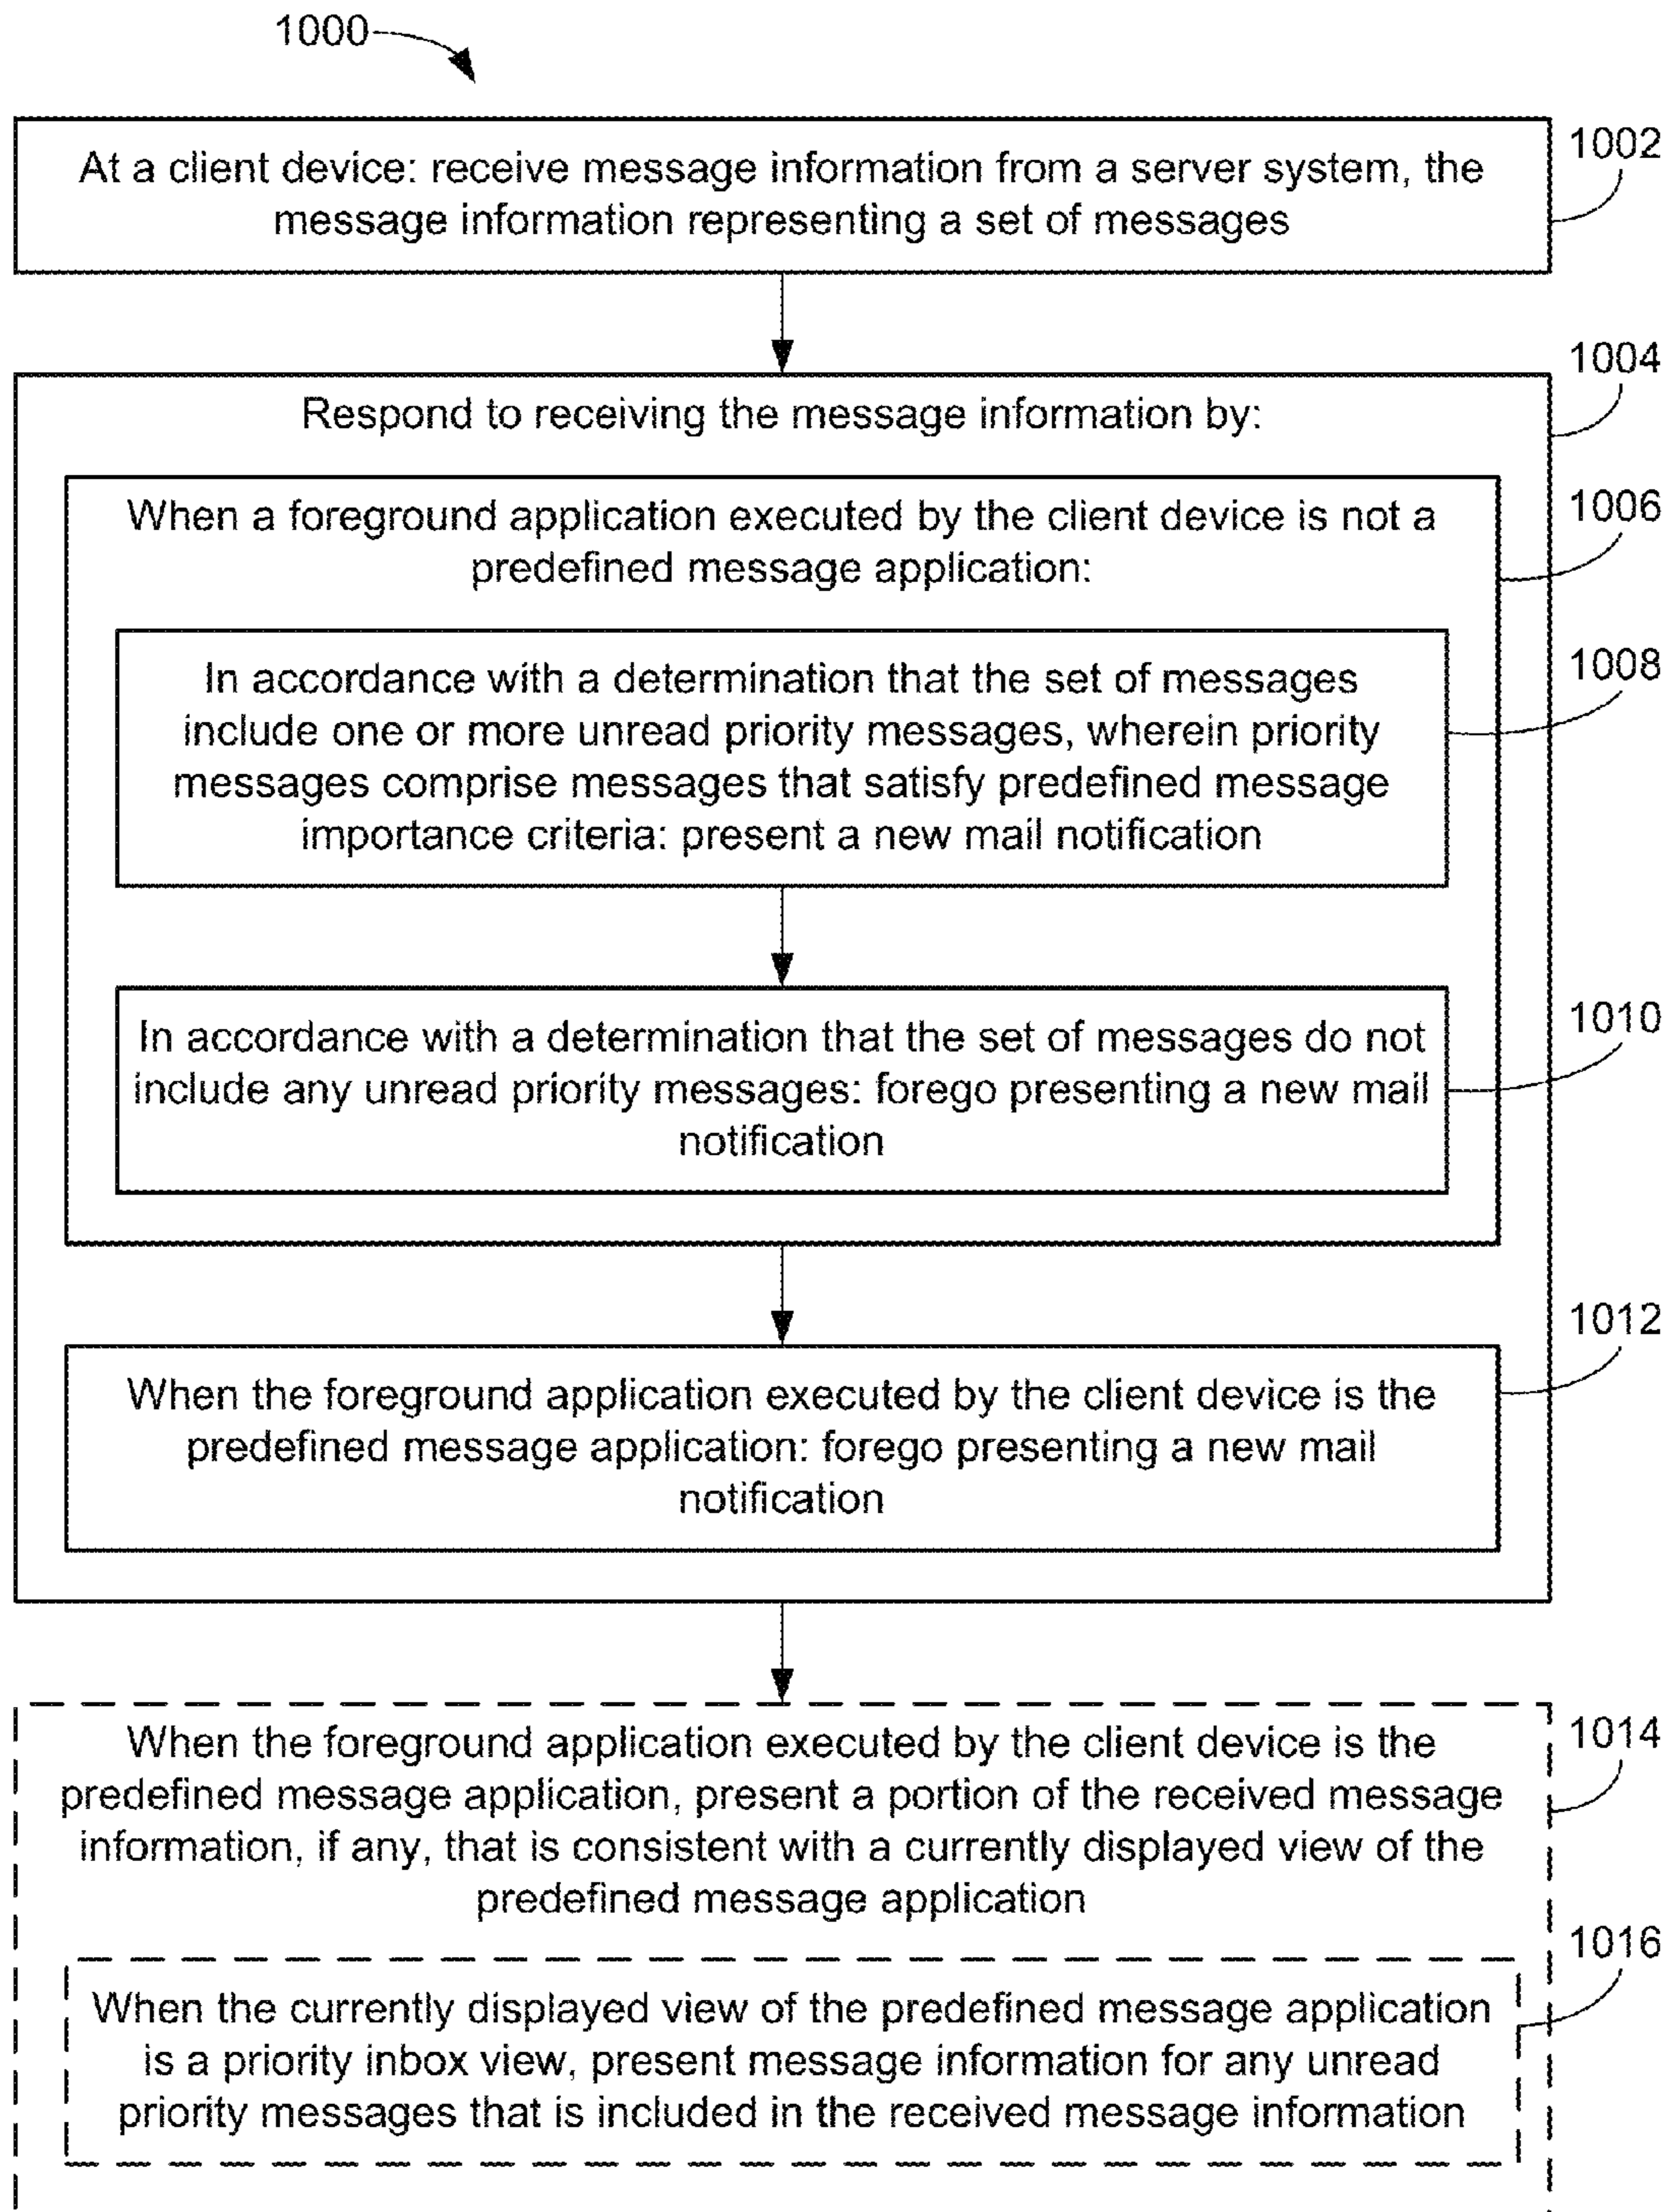 1000
1002
At a client device: receive message information from a server system, the
message information representing a set of messages
1004
Respond to receiving the message information by:
1006
When a foreground application executed by the client device is not a
predefined message application:
1008
In accordance with a determination that the set of messages
include one or more unread priority messages, wherein priority
messages comprise messages that satisfy predefined message
importance criteria: present a new mail notification
1010
In accordance with a determination that the set of messages do not
include any unread priority messages: forego presenting a new mail
notification
1012
When the foreground application executed by the client device is the
predefined message application: forego presenting a new mail
notification
1014
When the foreground application executed by the client device is the
predefined message application, present a portion of the received message
information, if any, that is consistent with a currently displayed view of the
predefined message application
1016
When the currently displayed view of the predefined message application
is a priority inbox view, present message information for any unread
priority messages that is included in the received message information